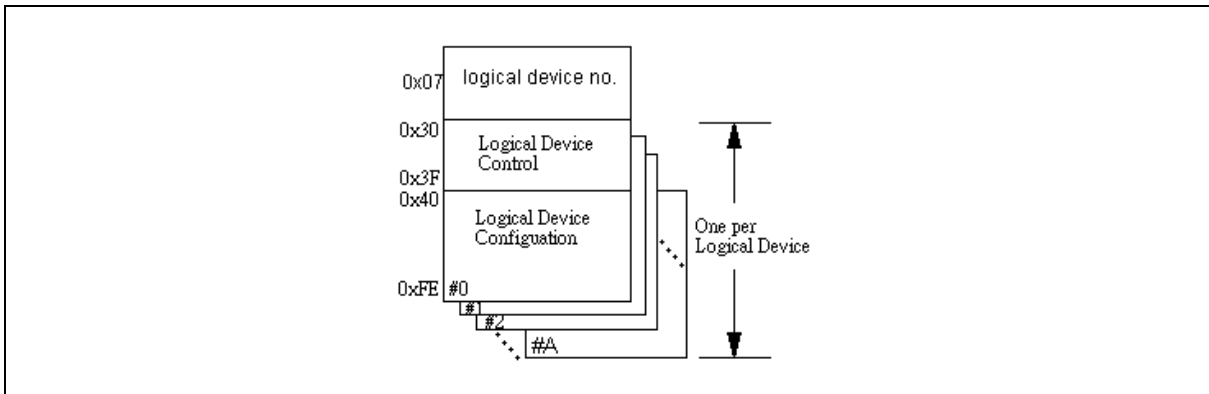 0x07
logical device no.
0x30
Logical Device
Control
0x3F
0x40
Logical Device
Configuation
One per
Logical Device
0xFE
#0
#1
#2
#A